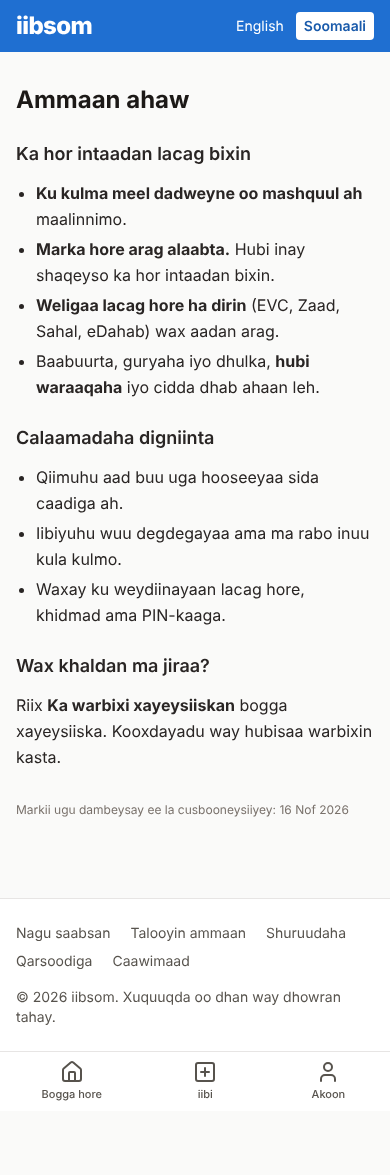 iibsom
English
Soomaali
Ammaan ahaw
Ka hor intaadan lacag bixin
• Ku kulma meel dadweyne oo mashquul ah
maalinnimo.
• Marka hore arag alaabta. Hubi inay
shaqeyso ka hor intaadan bixin.
• Weligaa lacag hore ha dirin (EVC, Zaad,
Sahal, eDahab) wax aadan arag.
• Baabuurta, guryaha iyo dhulka, hubi
waraaqaha iyo cidda dhab ahaan leh.
Calaamadaha digniinta
• Qiimuhu aad buu uga hooseeyaa sida
caadiga ah.
• Iibiyuhu wuu degdegayaa ama ma rabo inuu
kula kulmo.
• Waxay ku weydiinayaan lacag hore,
khidmad ama PIN-kaaga.
Wax khaldan ma jiraa?
Riix Ka warbixi xayeysiiskan bogga
xayeysiiska. Kooxdayadu way hubisaa warbixin
kasta.
Markii ugu dambeysay ee la cusbooneysiiyey: 16 Nof 2026
Nagu saabsan
Talooyin ammaan
Shuruudaha
Qarsoodiga
Caawimaad
© 2026 iibsom. Xuquuqda oo dhan way dhowran
tahay.
Bogga hore
iibi
Akoon